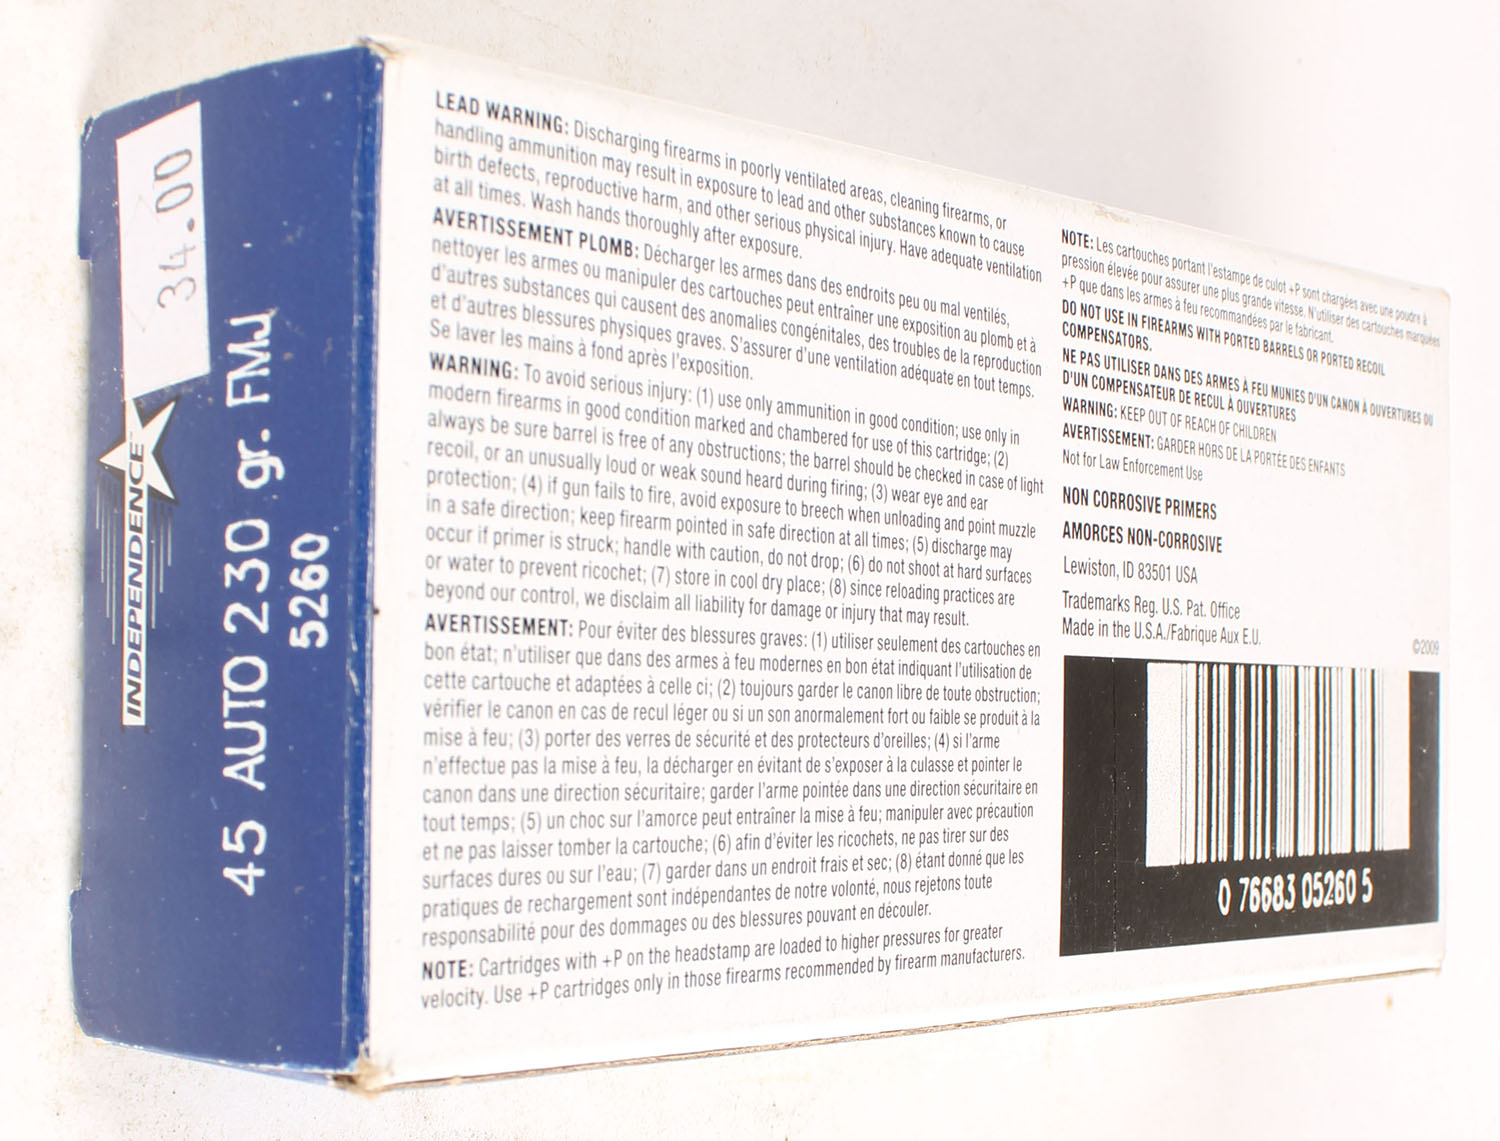 34.00
INDEPENDENCE™
45 AUTO 230 gr. FMJ
5260
LEAD WARNING: Discharging firearms in poorly ventilated areas, cleaning firearms, or
handling ammunition may result in exposure to lead and other substances known to cause
birth defects, reproductive harm, and other serious physical injury. Have adequate ventilation
at all times. Wash hands thoroughly after exposure.
AVERTISSEMENT PLOMB: Décharger les armes dans des endroits peu ou mal ventilés,
nettoyer les armes ou manipuler des cartouches peut entraîner une exposition au plomb et à
d'autres substances qui causent des anomalies congénitales, des troubles de la reproduction
et d'autres blessures physiques graves. S'assurer d'une ventilation adéquate en tout temps.
Se laver les mains à fond après l'exposition.
WARNING: To avoid serious injury: (1) use only ammunition in good condition; use only in
modern firearms in good condition marked and chambered for use of this cartridge; (2)
always be sure barrel is free of any obstructions; the barrel should be checked in case of light
recoil, or an unusually loud or weak sound heard during firing; (3) wear eye and ear
protection; (4) if gun fails to fire, avoid exposure to breech when unloading and point muzzle
in a safe direction; keep firearm pointed in safe direction at all times; (5) discharge may
occur if primer is struck; handle with caution, do not drop; (6) do not shoot at hard surfaces
or water to prevent ricochet; (7) store in cool dry place; (8) since reloading practices are
beyond our control, we disclaim all liability for damage or injury that may result.
AVERTISSEMENT: Pour éviter des blessures graves: (1) utiliser seulement des cartouches en
bon état; n'utiliser que dans des armes à feu modernes en bon état indiquant l'utilisation de
cette cartouche et adaptées à celle ci; (2) toujours garder le canon libre de toute obstruction;
vérifier le canon en cas de recul léger ou si un son anormalement fort ou faible se produit à la
mise à feu; (3) porter des verres de sécurité et des protecteurs d'oreilles; (4) si l'arme
n'effectue pas la mise à feu, la décharger en évitant de s'exposer à la culasse et pointer le
canon dans une direction sécuritaire; garder l'arme pointée dans une direction sécuritaire en
tout temps; (5) un choc sur l'amorce peut entraîner la mise à feu; manipuler avec précaution
et ne pas laisser tomber la cartouche; (6) afin d'éviter les ricochets, ne pas tirer sur des
surfaces dures ou sur l'eau; (7) garder dans un endroit frais et sec; (8) étant donné que les
pratiques de rechargement sont indépendantes de notre volonté, nous rejetons toute
responsabilité pour des dommages ou des blessures pouvant en découler.
NOTE: Cartridges with +P on the headstamp are loaded to higher pressures for greater
velocity. Use +P cartridges only in those firearms recommended by firearm manufacturers.
NOTE: Les cartouches portant l'estampe de culot +P sont chargées avec une poudre à
pression élevée pour assurer une plus grande vitesse. N'utiliser des cartouches marquées
+P que dans les armes à feu recommandées par le fabricant.
DO NOT USE IN FIREARMS WITH PORTED BARRELS OR PORTED RECOIL
COMPENSATORS.
NE PAS UTILISER DANS DES ARMES À FEU MUNIES D'UN CANON À OUVERTURES OU
D'UN COMPENSATEUR DE RECUL À OUVERTURES
WARNING: KEEP OUT OF REACH OF CHILDREN
AVERTISSEMENT: GARDER HORS DE LA PORTÉE DES ENFANTS
Not for Law Enforcement Use
NON CORROSIVE PRIMERS
AMORCES NON-CORROSIVE
Lewiston, ID 83501 USA
Trademarks Reg. U.S. Pat. Office
Made in the U.S.A./Fabrique Aux E.U.
©2009
0 76683 05260 5